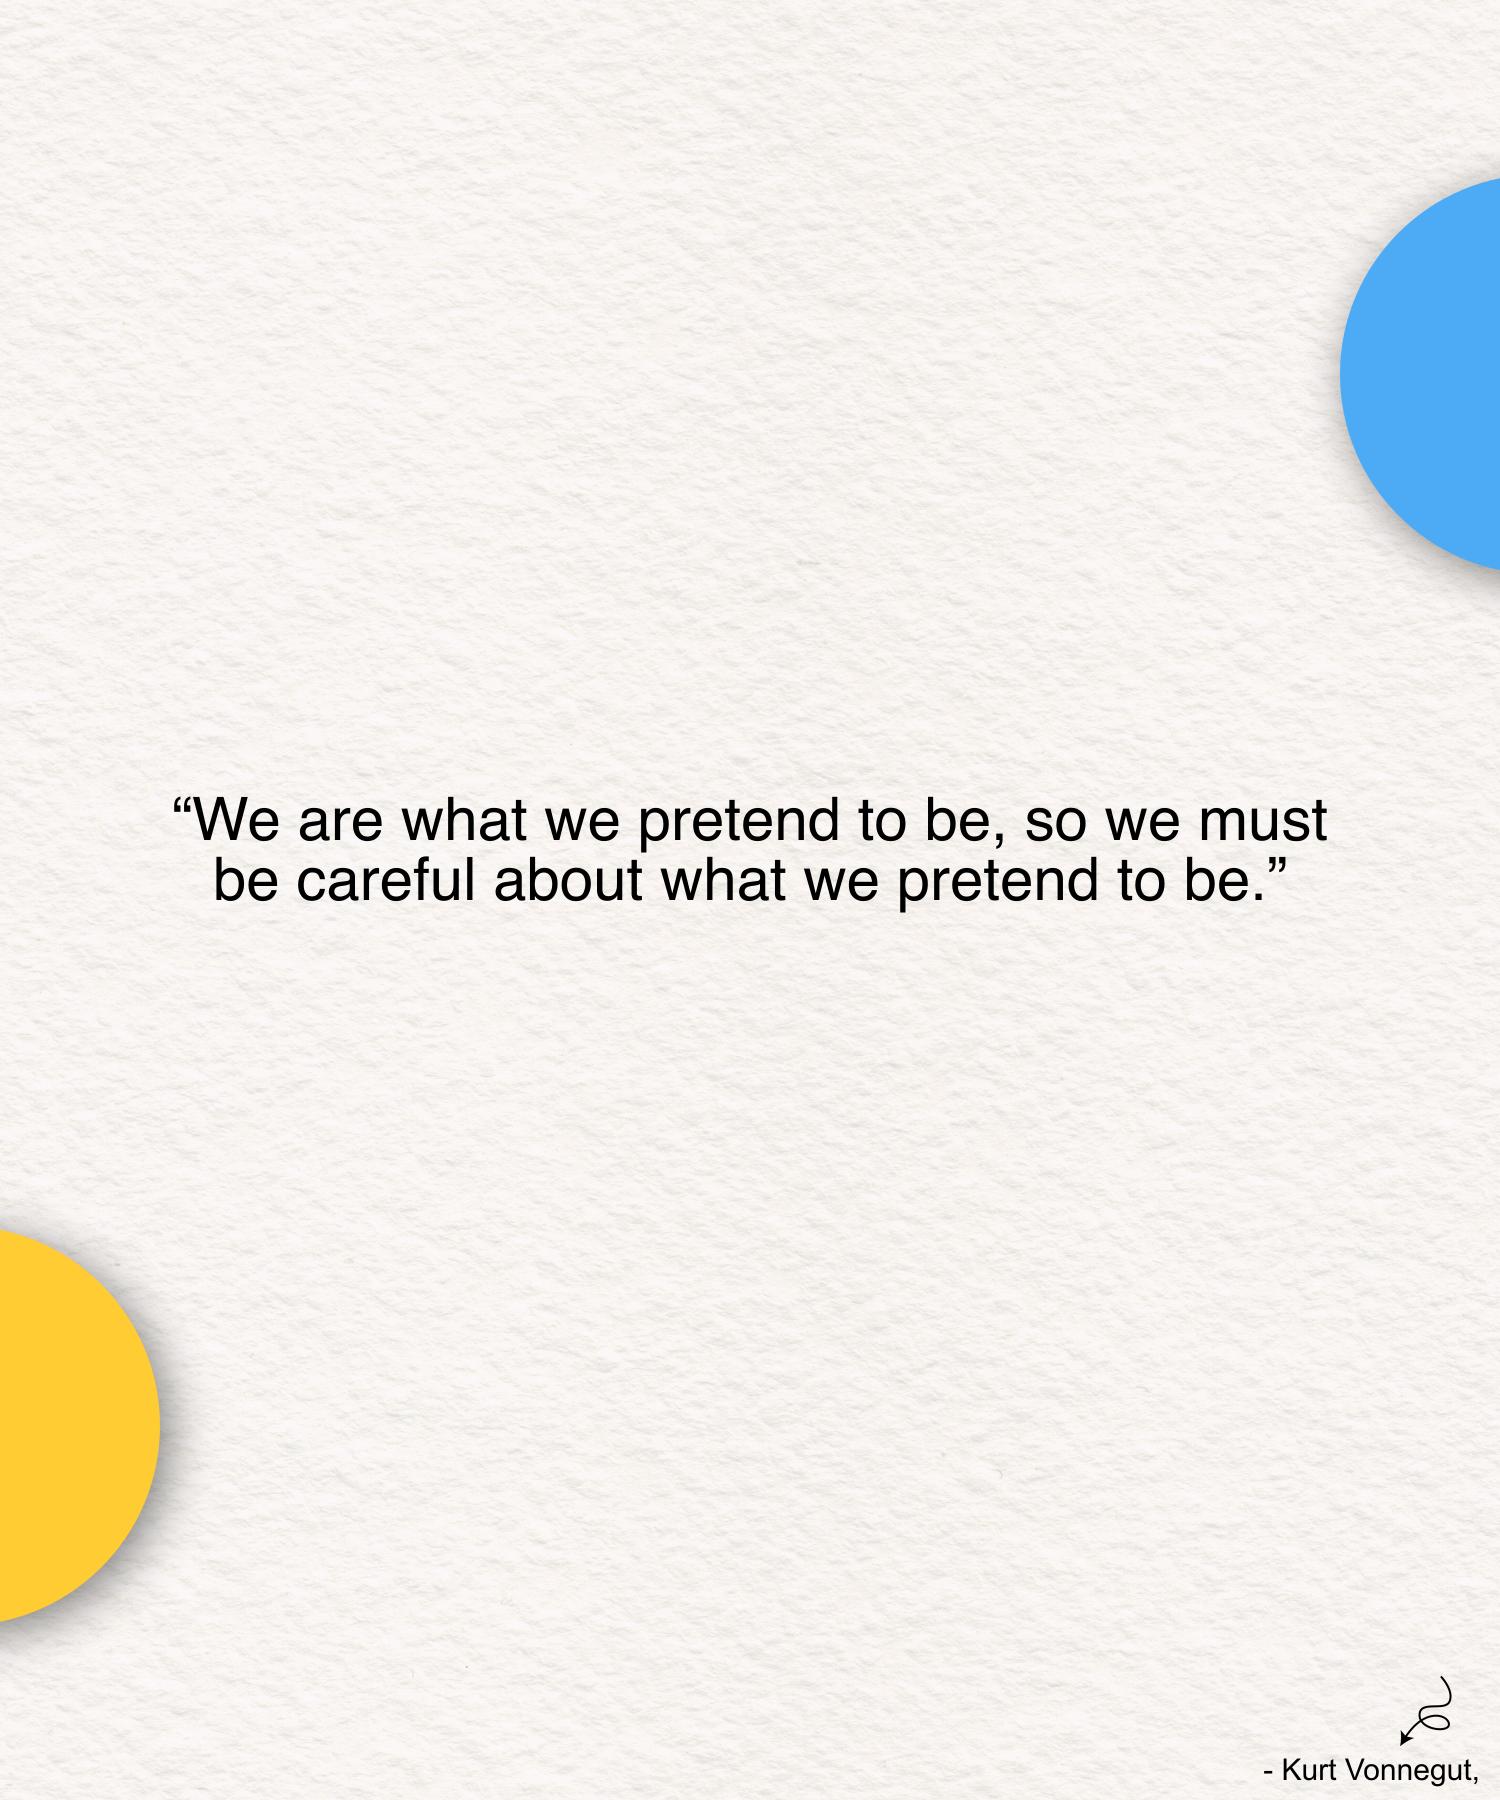 “We are what we pretend to be, so we must
be careful about what we pretend to be.”
- Kurt Vonnegut,